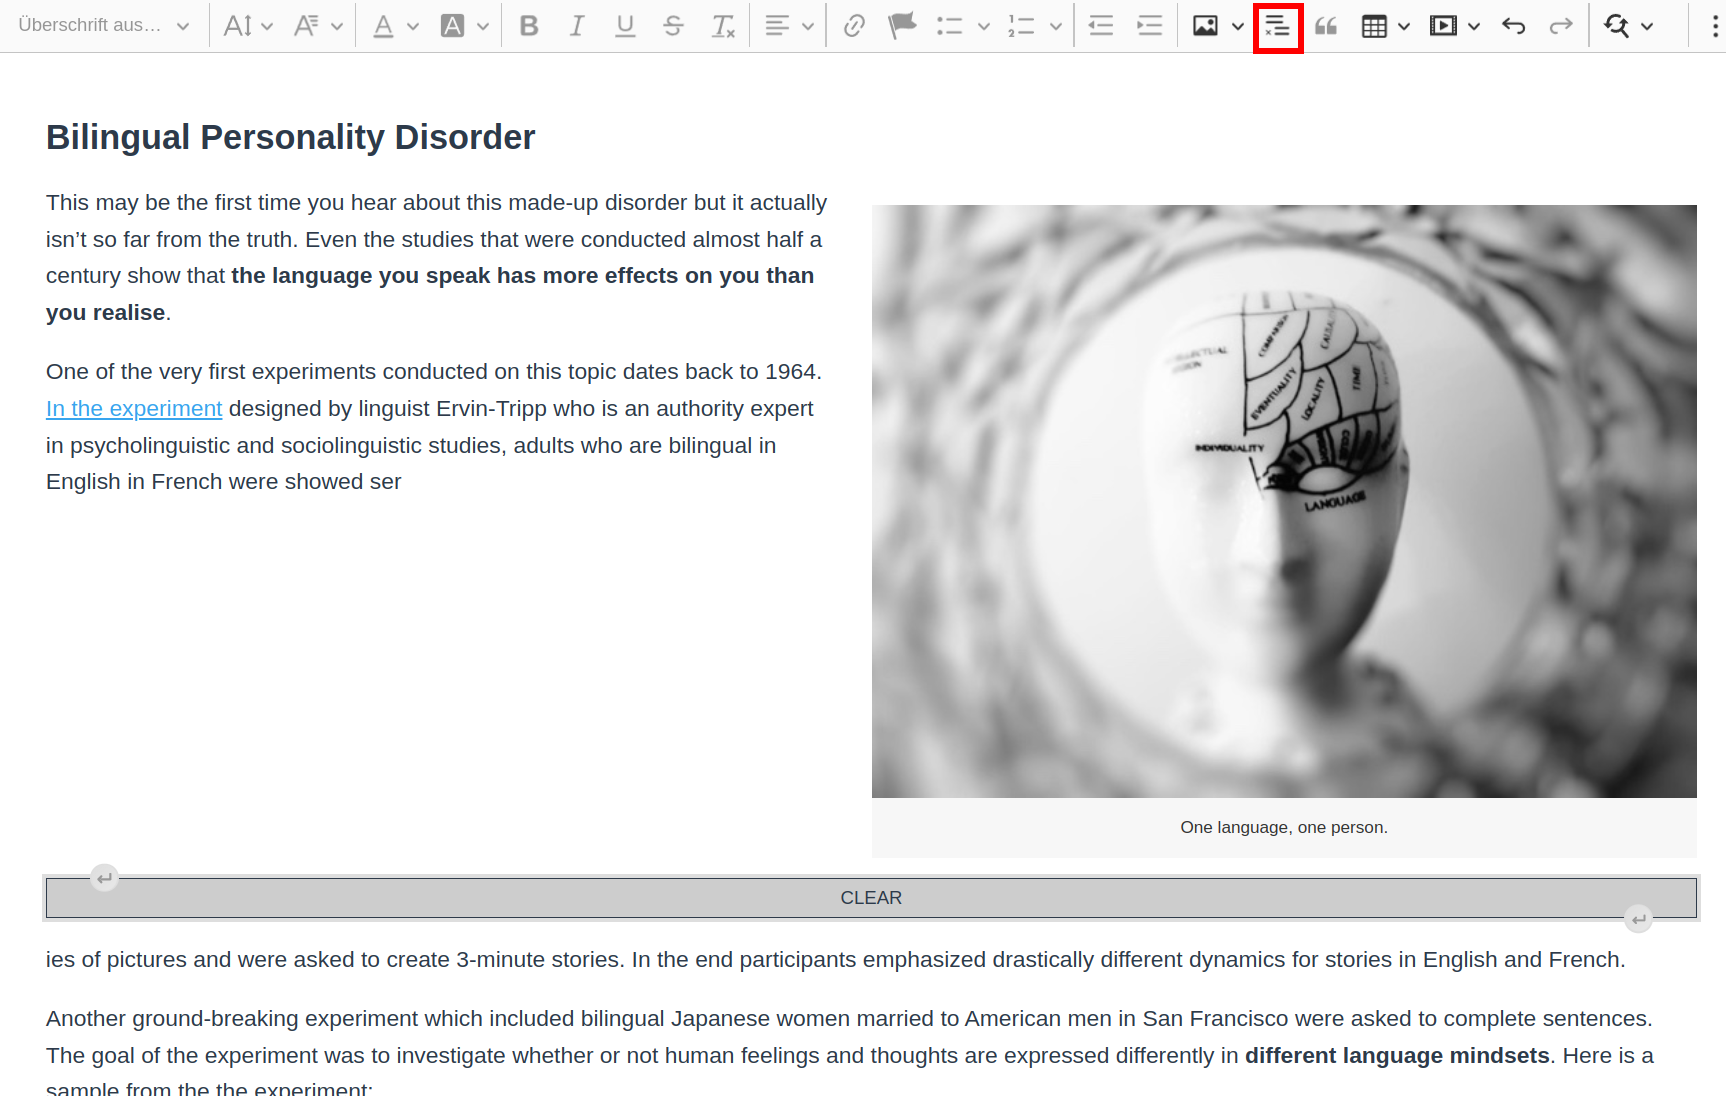 Überschrift aus…
Bilingual Personality Disorder
This may be the first time you hear about this made-up disorder but it actually
isn’t so far from the truth. Even the studies that were conducted almost half a
century show that the language you speak has more effects on you than
you realise.
One of the very first experiments conducted on this topic dates back to 1964.
In the experiment designed by linguist Ervin-Tripp who is an authority expert
in psycholinguistic and sociolinguistic studies, adults who are bilingual in
English in French were showed ser
COMPARISON
EVENTUALITY
LOCALITY
TIME
INDIVIDUALITY
LANGUAGE
One language, one person.
CLEAR
ies of pictures and were asked to create 3-minute stories. In the end participants emphasized drastically different dynamics for stories in English and French.
Another ground-breaking experiment which included bilingual Japanese women married to American men in San Francisco were asked to complete sentences.
The goal of the experiment was to investigate whether or not human feelings and thoughts are expressed differently in different language mindsets. Here is a
sample from the the experiment: